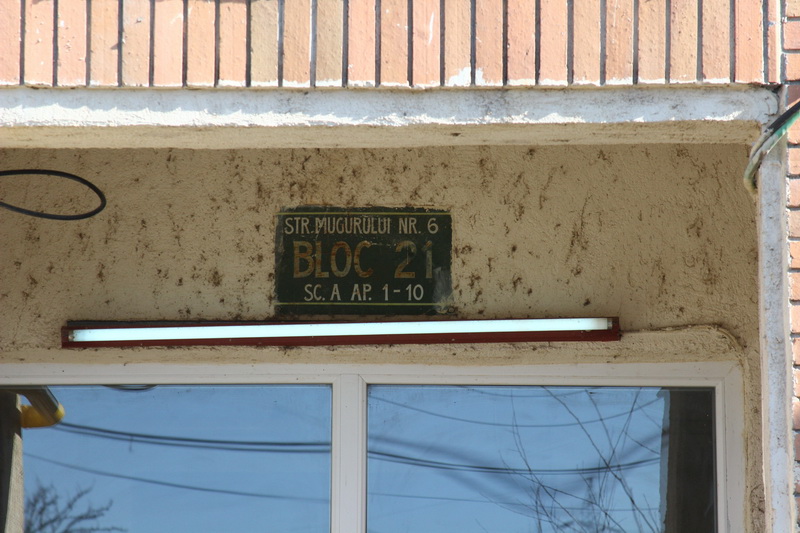 STR. MUGURULUI NR. 6
BLOC 21
SC. A AP. 1-10